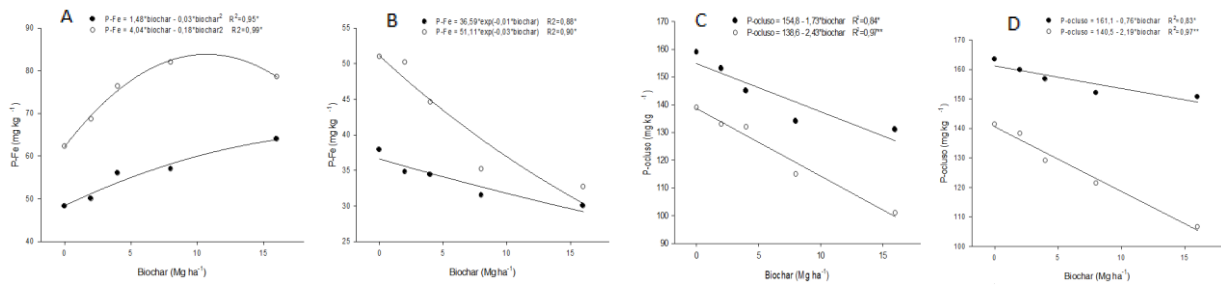 A
P-Fe = 1,48*biochar – 0,03*biochar² R²=0,95*
P-Fe = 4,04*biochar - 0,18*biochar2 R2=0,99*
P-Fe (mg kg⁻¹)
90
80
70
60
50
40
0 5 10 15
Biochar (Mg ha⁻¹)
B
P-Fe = 36,59*exp(-0,01*biochar) R2=0,88*
P-Fe = 51,11*exp(-0,03*biochar) R2=0,90*
P-Fe (mg kg⁻¹)
55
50
45
40
35
30
25
0 5 10 15
Biochar (Mg ha⁻¹)
C
P-ocluso = 154,8 - 1,73*biochar R²=0,84*
P-ocluso = 138,6 - 2,43*biochar R²=0,97**
P-ocluso (mg kg⁻¹)
170
160
150
140
130
120
110
100
90
0 5 10 15
Biochar (Mg ha⁻¹)
D
P-ocluso = 161,1 - 0,76*biochar R²=0,83*
P-ocluso = 140,5 - 2,19*biochar R²=0,97**
P-ocluso (mg kg⁻¹)
180
170
160
150
140
130
120
110
100
0 5 10 15
Biochar (Mg ha⁻¹)